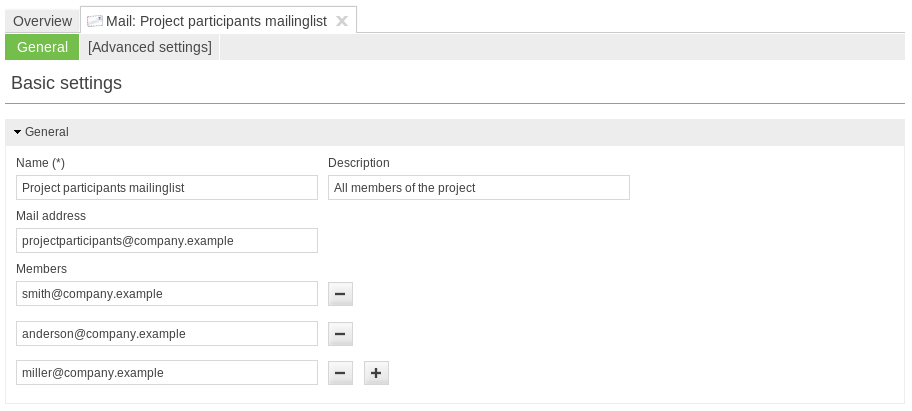 Overview
Mail: Project participants mailinglist
General
[Advanced settings]
Basic settings
General
Name (*)
Description
Project participants mailinglist
All members of the project
Mail address
projectparticipants@company.example
Members
smith@company.example
anderson@company.example
miller@company.example